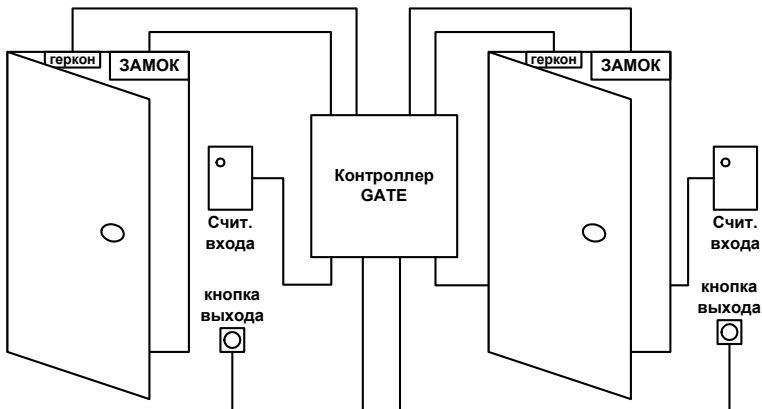 геркон
ЗАМОК
геркон
ЗАМОК
Контроллер
GATE
Счит.
входа
Счит.
входа
кнопка
выхода
кнопка
выхода